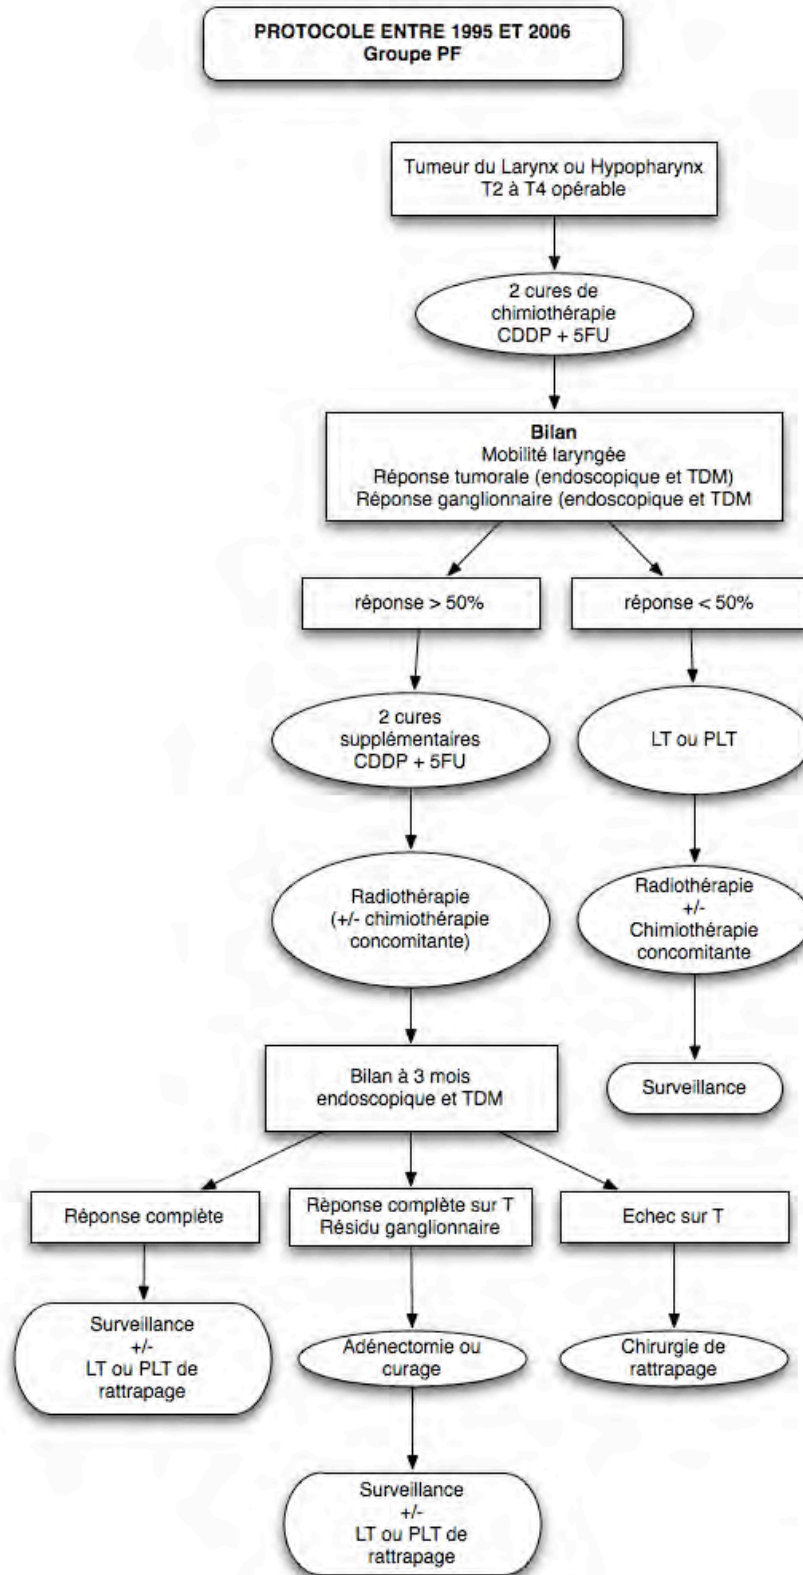 PROTOCOLE ENTRE 1995 ET 2006
Groupe PF
Tumeur du Larynx ou Hypopharynx
T2 à T4 opérable
2 cures de
chimiothérapie
CDDP + 5FU
Bilan
Mobilité laryngée
Réponse tumorale (endoscopique et TDM)
Réponse ganglionnaire (endoscopique et TDM
réponse > 50%
réponse < 50%
2 cures
supplémentaires
CDDP + 5FU
LT ou PLT
Radiothérapie
(+/- chimiothérapie
concomitante)
Radiothérapie
+/-
Chimiothérapie
concomitante
Bilan à 3 mois
endoscopique et TDM
Surveillance
Réponse complète
Rèponse complète sur T
Résidu ganglionnaire
Echec sur T
Surveillance
+/-
LT ou PLT de
rattrapage
Adénectomie ou
curage
Chirurgie de
rattrapage
Surveillance
+/-
LT ou PLT de
rattrapage